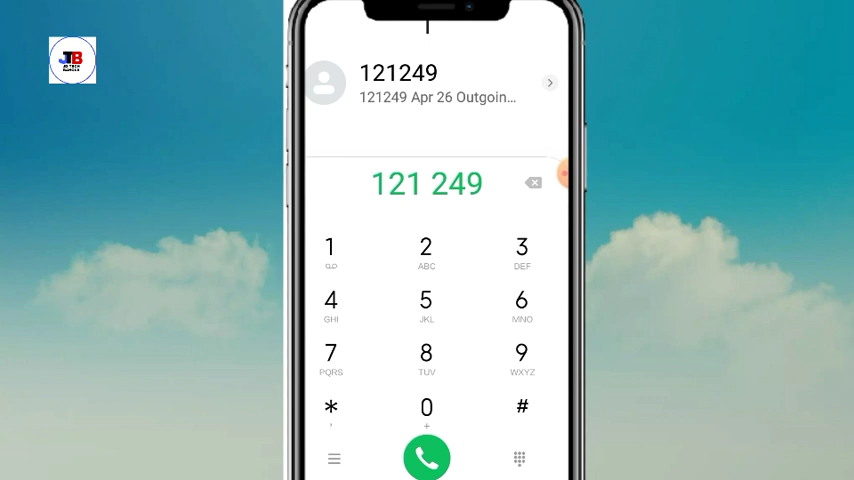 JTB
121249
121249 Apr 26 Outgoin...
121 249
1
2
ABC
3
DEF
4
GHI
5
JKL
6
MNO
7
PQRS
8
TUV
9
WXYZ
*
,
0
+
#